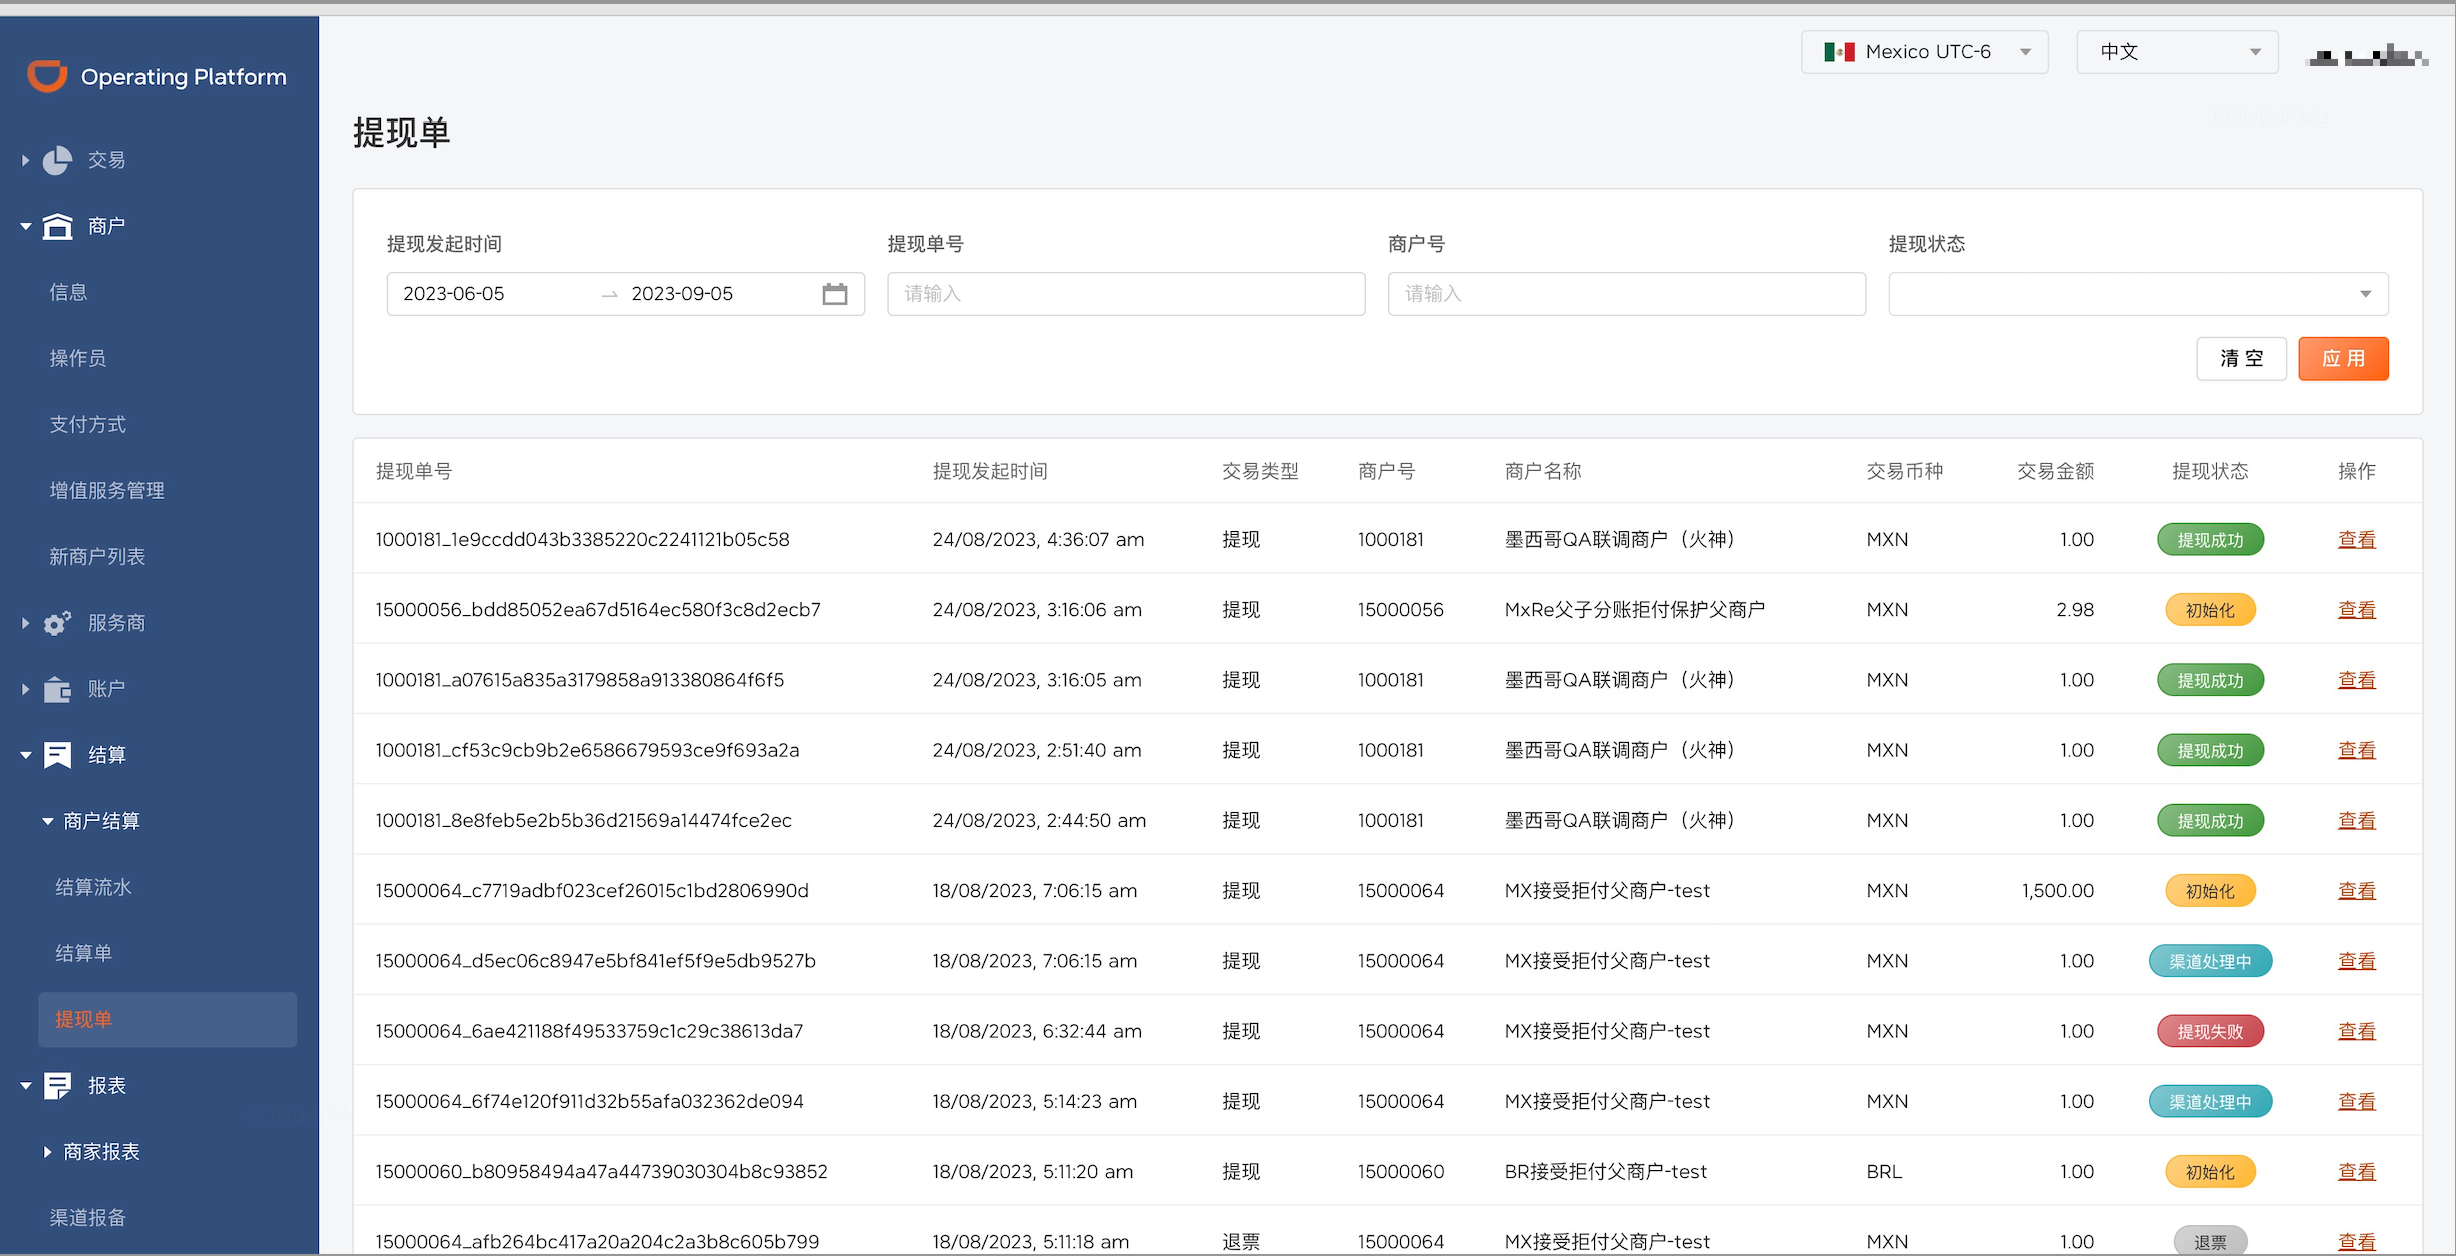 Operating Platform
Mexico UTC-6
中文
交易
商户
信息
操作员
支付方式
增值服务管理
新商户列表
服务商
账户
结算
商户结算
结算流水
结算单
提现单
报表
商家报表
渠道报备
提现单
提现发起时间 提现单号 商户号 提现状态
2023-06-05 → 2023-09-05 请输入 请输入
清 空 应 用
提现单号 提现发起时间 交易类型 商户号 商户名称 交易币种 交易金额 提现状态 操作
1000181_1e9ccdd043b3385220c2241121b05c58 24/08/2023, 4:36:07 am 提现 1000181 墨西哥QA联调商户（火神） MXN 1.00 提现成功 查看
15000056_bdd85052ea67d5164ec580f3c8d2ecb7 24/08/2023, 3:16:06 am 提现 15000056 MxRe父子分账拒付保护父商户 MXN 2.98 初始化 查看
1000181_a07615a835a3179858a913380864f6f5 24/08/2023, 3:16:05 am 提现 1000181 墨西哥QA联调商户（火神） MXN 1.00 提现成功 查看
1000181_cf53c9cb9b2e6586679593ce9f693a2a 24/08/2023, 2:51:40 am 提现 1000181 墨西哥QA联调商户（火神） MXN 1.00 提现成功 查看
1000181_8e8feb5e2b5b36d21569a14474fce2ec 24/08/2023, 2:44:50 am 提现 1000181 墨西哥QA联调商户（火神） MXN 1.00 提现成功 查看
15000064_c7719adbf023cef26015c1bd2806990d 18/08/2023, 7:06:15 am 提现 15000064 MX接受拒付父商户-test MXN 1,500.00 初始化 查看
15000064_d5ec06c8947e5bf841ef5f9e5db9527b 18/08/2023, 7:06:15 am 提现 15000064 MX接受拒付父商户-test MXN 1.00 渠道处理中 查看
15000064_6ae421188f49533759c1c29c38613da7 18/08/2023, 6:32:44 am 提现 15000064 MX接受拒付父商户-test MXN 1.00 提现失败 查看
15000064_6f74e120f911d32b55afa032362de094 18/08/2023, 5:14:23 am 提现 15000064 MX接受拒付父商户-test MXN 1.00 渠道处理中 查看
15000060_b80958494a47a44739030304b8c93852 18/08/2023, 5:11:20 am 提现 15000060 BR接受拒付父商户-test BRL 1.00 初始化 查看
15000064_afb264bc417a20a204c2a3b8c605b799 18/08/2023, 5:11:18 am 退票 15000064 MX接受拒付父商户-test MXN 1.00 退票 查看